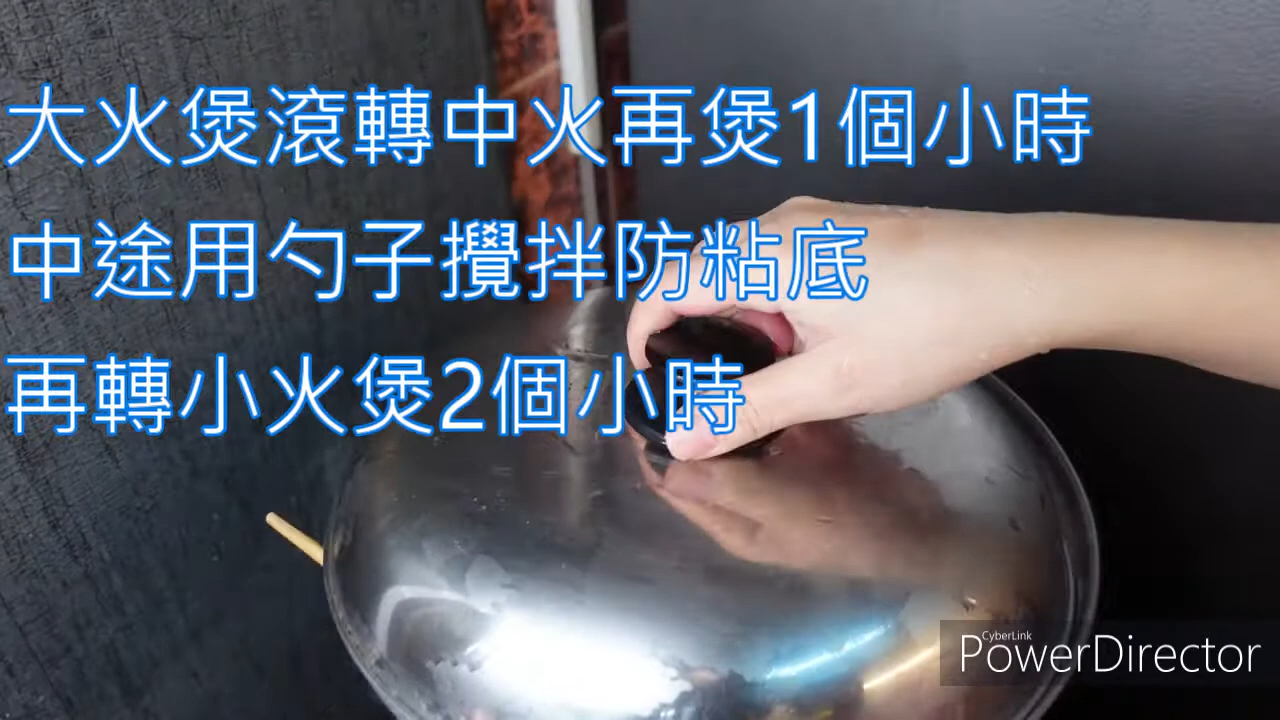 大火煲滾轉中火再煲1個小時
中途用勺子攪拌防粘底
再轉小火煲2個小時
CyberLink
PowerDirector